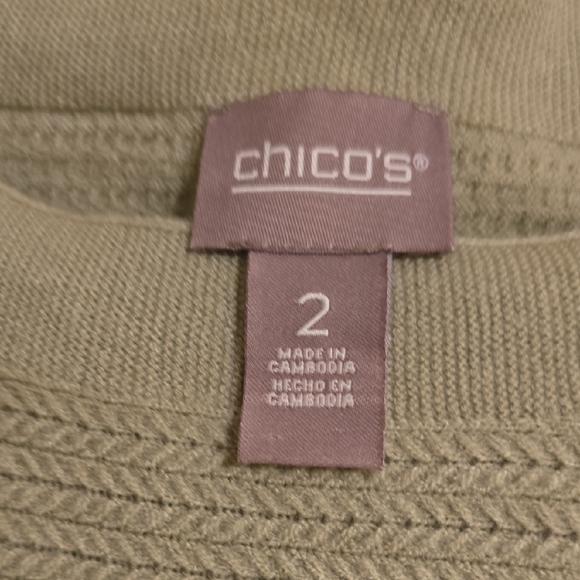 chico's®
2
MADE IN
CAMBODIA
HECHO EN
CAMBODIA